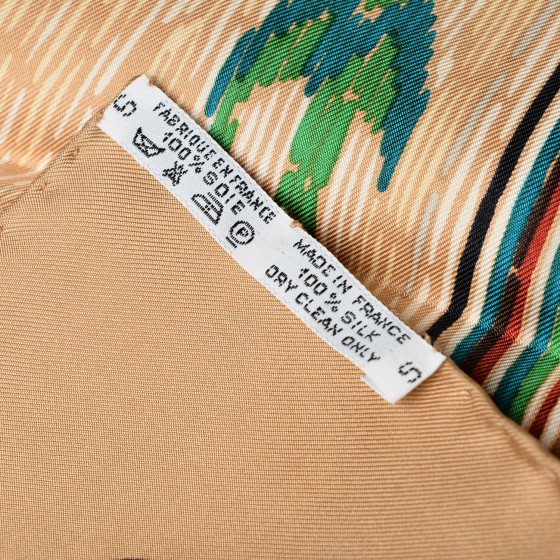 S
FABRIQUE EN FRANCE
100% SOIE
P
MADE IN FRANCE
100% SILK
DRY CLEAN ONLY
S